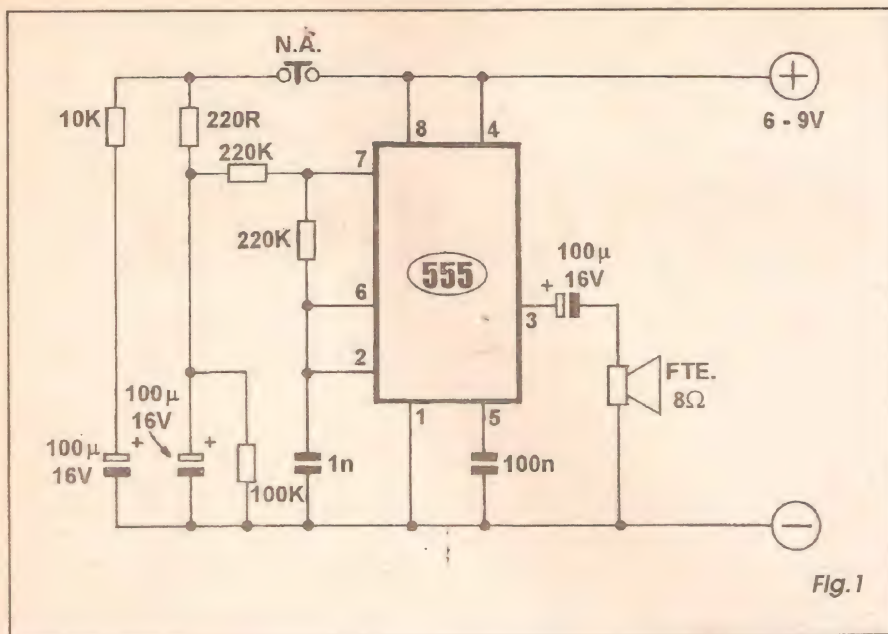 N.A.
10K
220R
220K
220K
8
4
7
6
2
3
1
5
555
6 - 9V
100µ
16V
FTE.
8Ω
100µ
16V
100µ
16V
100K
1n
100n
+
+
+
+
−
Fig.1